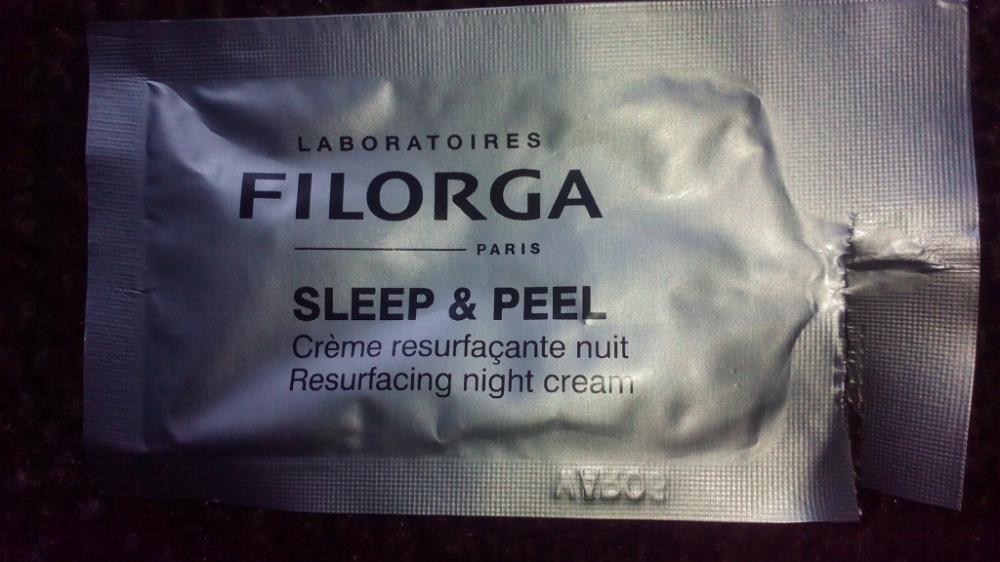 LABORATOIRES
FILORGA
PARIS
SLEEP & PEEL
Crème resurfaçante nuit
Resurfacing night cream